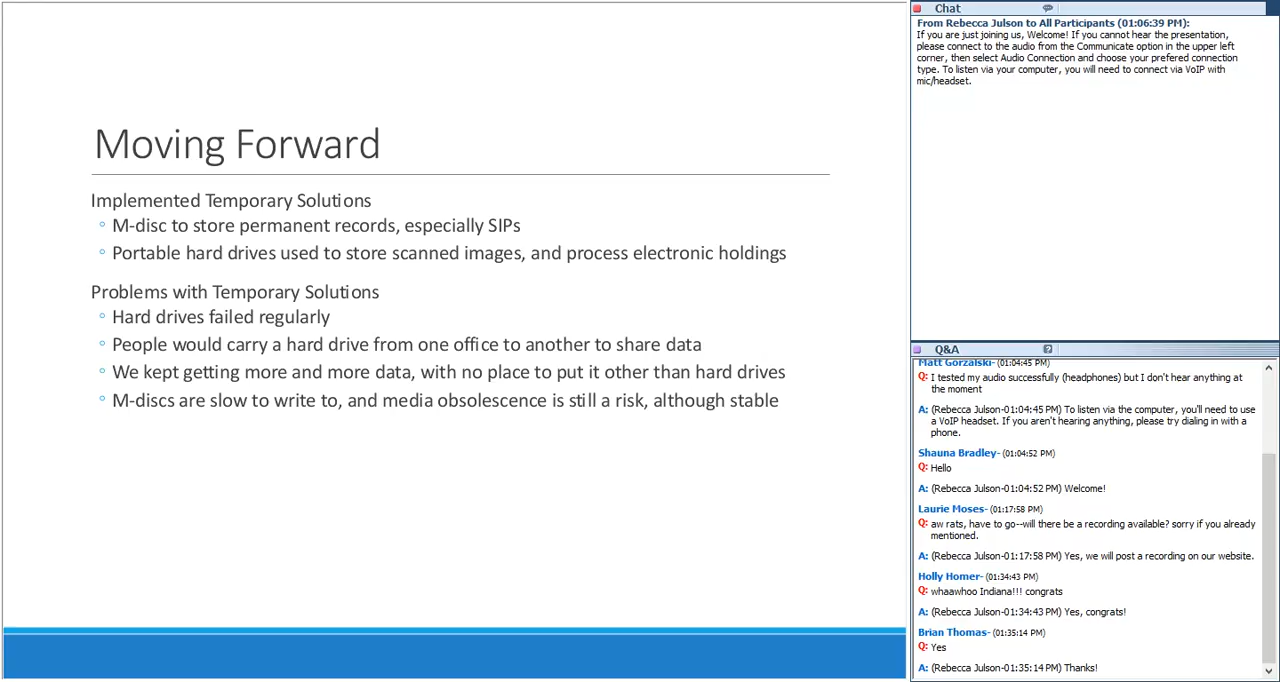 Moving Forward
Implemented Temporary Solutions
◦ M-disc to store permanent records, especially SIPs
◦ Portable hard drives used to store scanned images, and process electronic holdings
Problems with Temporary Solutions
◦ Hard drives failed regularly
◦ People would carry a hard drive from one office to another to share data
◦ We kept getting more and more data, with no place to put it other than hard drives
◦ M-discs are slow to write to, and media obsolescence is still a risk, although stable
Chat
From Rebecca Julson to All Participants (01:06:39 PM):
If you are just joining us, Welcome! If you cannot hear the presentation,
please connect to the audio from the Communicate option in the upper left
corner, then select Audio Connection and choose your prefered connection
type. To listen via your computer, you will need to connect via VoIP with
mic/headset.
Q&A
Matt Gorzalski- (01:04:45 PM)
Q: I tested my audio successfully (headphones) but I don't hear anything at
the moment
A: (Rebecca Julson-01:04:45 PM) To listen via the computer, you'll need to use
a VoIP headset. If you aren't hearing anything, please try dialing in with a
phone.
Shauna Bradley- (01:04:52 PM)
Q: Hello
A: (Rebecca Julson-01:04:52 PM) Welcome!
Laurie Moses- (01:17:58 PM)
Q: aw rats, have to go--will there be a recording available? sorry if you already
mentioned.
A: (Rebecca Julson-01:17:58 PM) Yes, we will post a recording on our website.
Holly Homer- (01:34:43 PM)
Q: whaawhoo Indiana!!! congrats
A: (Rebecca Julson-01:34:43 PM) Yes, congrats!
Brian Thomas- (01:35:14 PM)
Q: Yes
A: (Rebecca Julson-01:35:14 PM) Thanks!